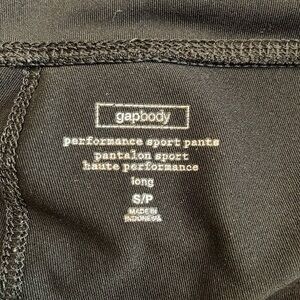 gapbody
performance sport pants
pantalon sport
haute performance
long
S/P
MADE IN
INDONESIA